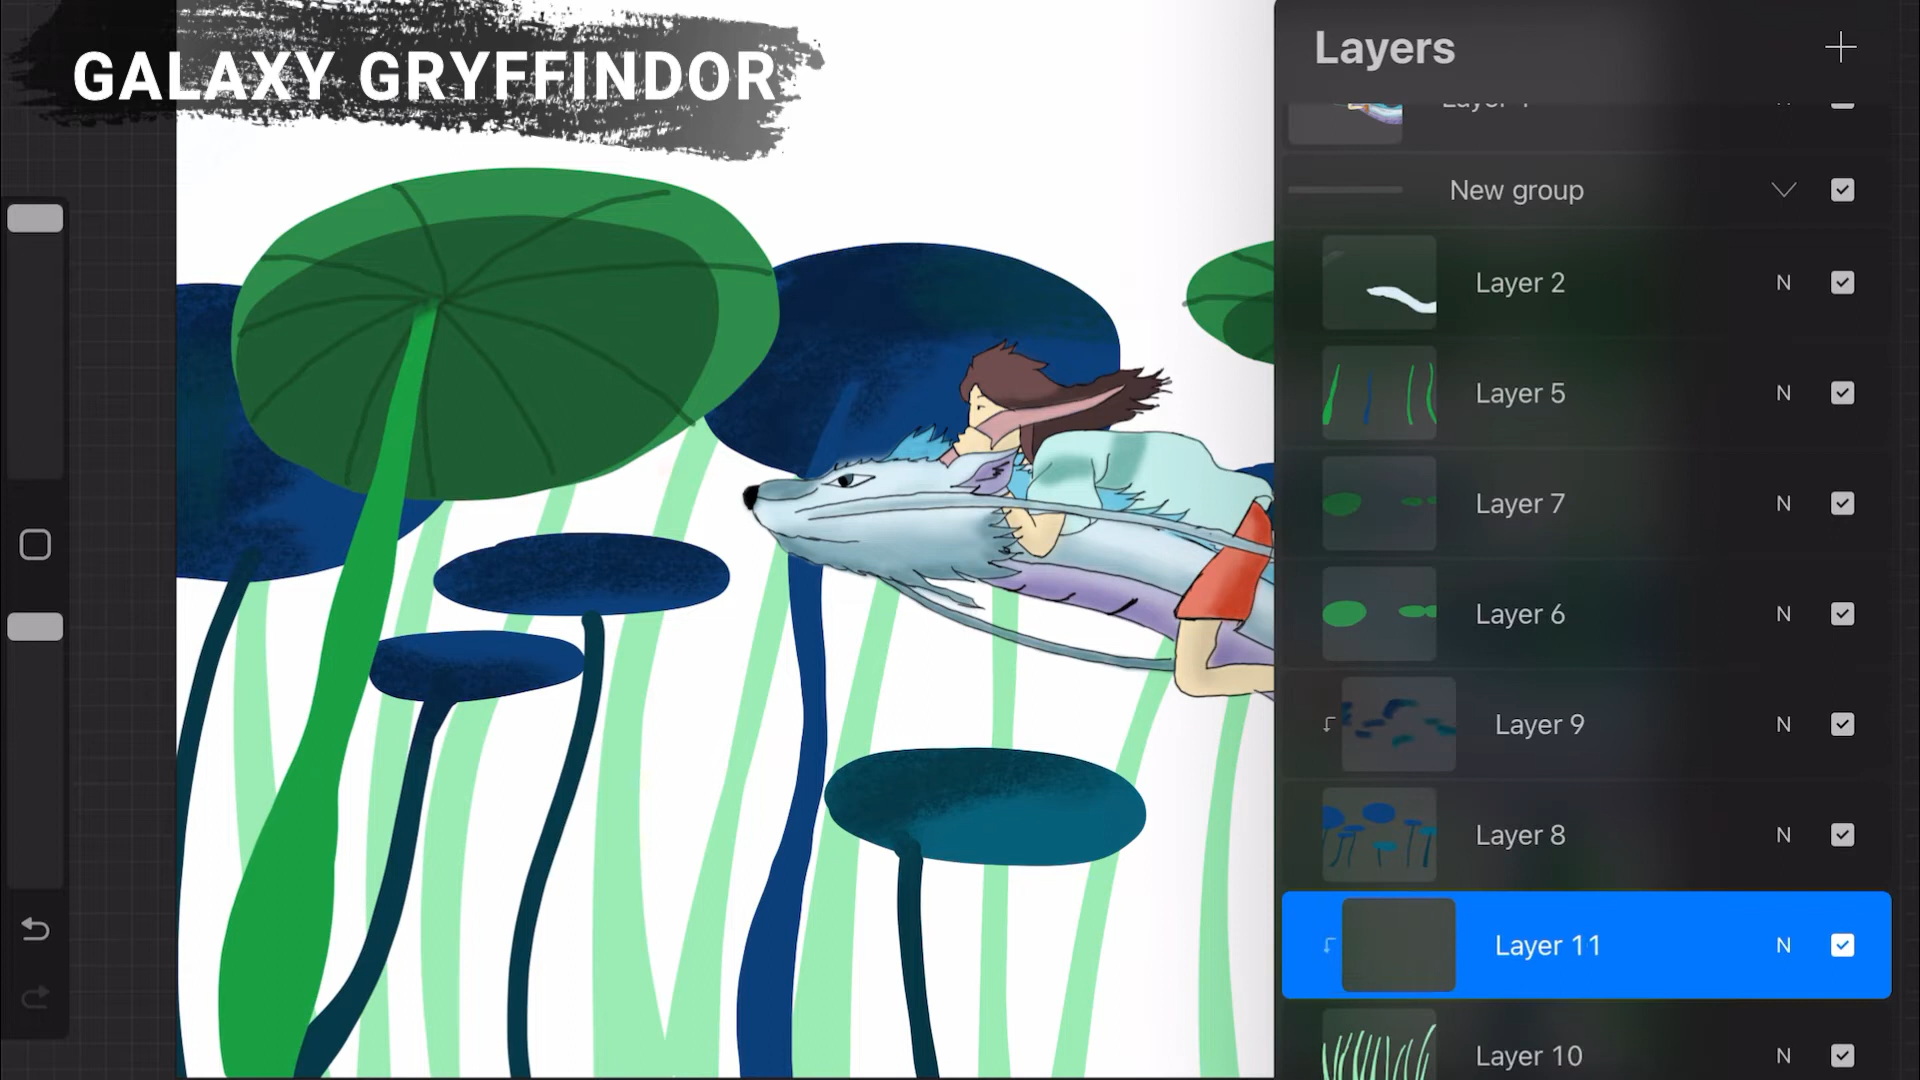 GALAXY GRYFFINDOR
Layers
New group
Layer 2 N
Layer 5 N
Layer 7 N
Layer 6 N
Layer 9 N
Layer 8 N
Layer 11 N
Layer 10 N